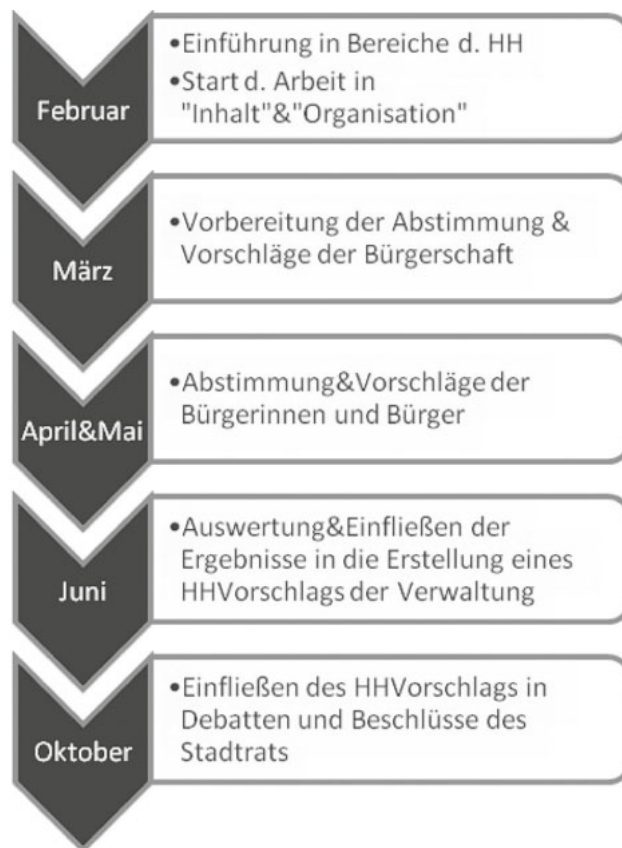 Februar
•Einführung in Bereiche d. HH
•Start d. Arbeit in
"Inhalt"&"Organisation"
März
•Vorbereitung der Abstimmung &
Vorschläge der Bürgerschaft
April&Mai
•Abstimmung&Vorschläge der
Bürgerinnen und Bürger
Juni
•Auswertung&Einfließen der
Ergebnisse in die Erstellung eines
HHVorschlags der Verwaltung
Oktober
•Einfließen des HHVorschlags in
Debatten und Beschlüsse des
Stadtrats